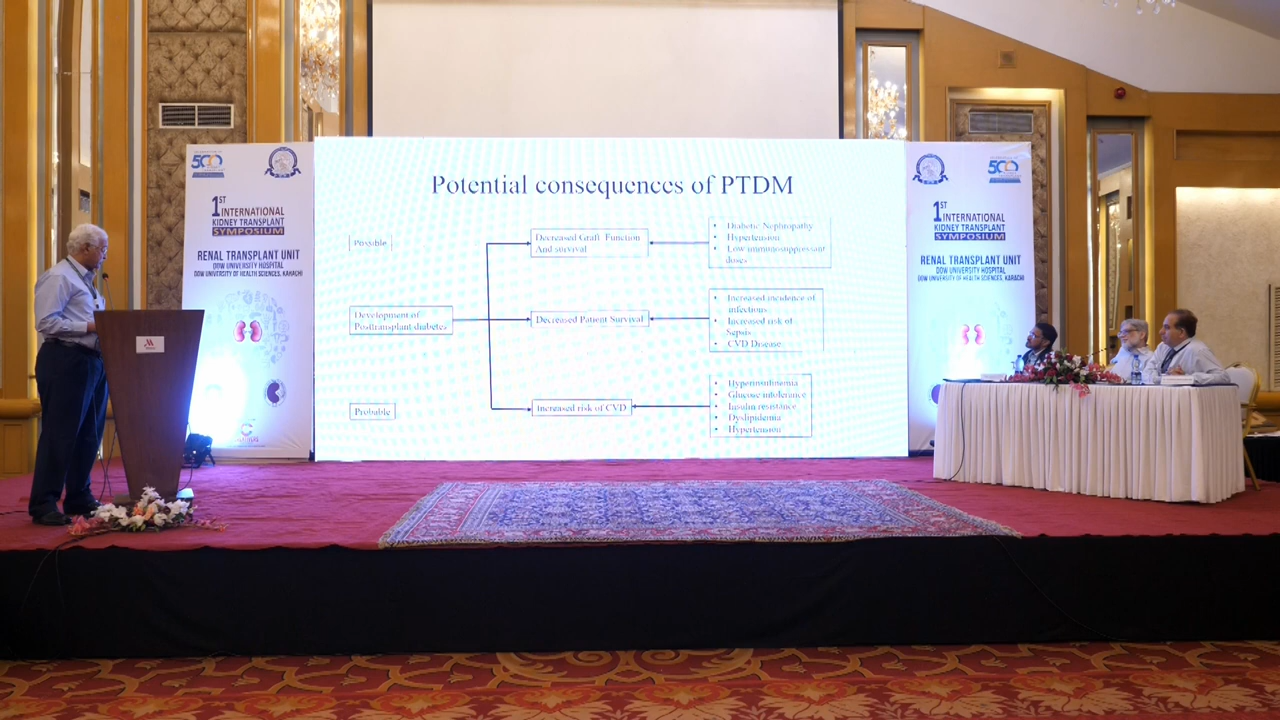 500
1ST
INTERNATIONAL
KIDNEY TRANSPLANT
SYMPOSIUM
RENAL TRANSPLANT UNIT
DOW UNIVERSITY HOSPITAL
DOW UNIVERSITY OF HEALTH SCIENCES, KARACHI
Potential consequences of PTDM
Possible
Development of
Posttransplant diabetes
Probable
Decreased Graft Function
And survival
Decreased Patient Survival
Increased risk of CVD
• Diabetic Nephropathy
• Hypertension
• Low immunosuppressant
doses
• Increased incidence of
infections
• Increased risk of
Sepsis
• CVD Disease
• Hyperinsulinemia
• Glucose intolerance
• Insulin resistance
• Dyslipidemia
• Hypertension
500
1ST
INTERNATIONAL
KIDNEY TRANSPLANT
SYMPOSIUM
RENAL TRANSPLANT UNIT
DOW UNIVERSITY HOSPITAL
DOW UNIVERSITY OF HEALTH SCIENCES, KARACHI